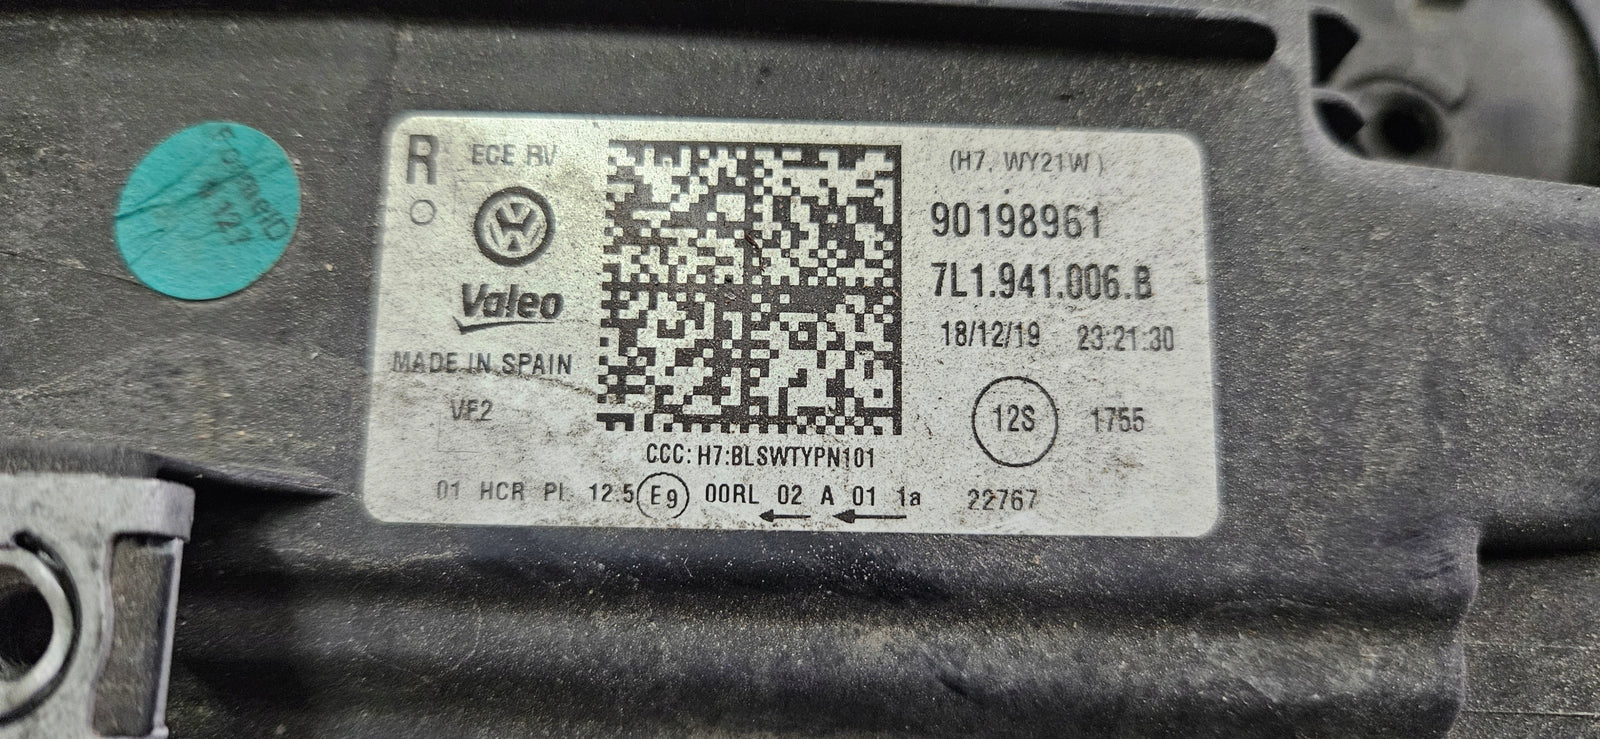 R
ECE RV
Valeo
MADE IN SPAIN
VF2
(H7, WY21W)
90198961
7L1.941.006.B
18/12/19 23:21:30
12S 1755
CCC: H7:BLSWTYPN101
01 HCR PL 12.5 E9 00RL 02 A 01 1a 22767
127